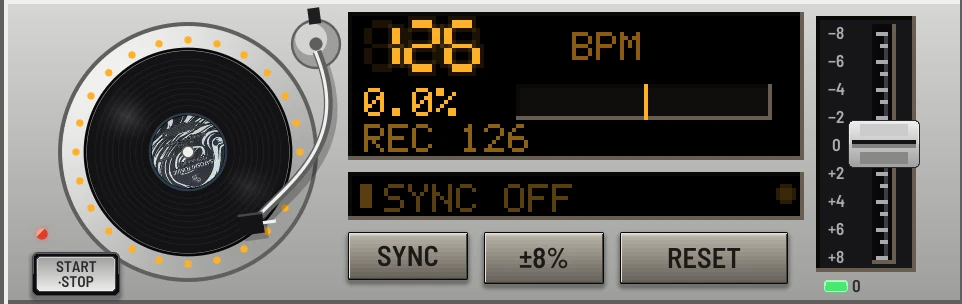 126 BPM
0.0%
REC 126
SYNC OFF
START
·STOP
SYNC
±8%
RESET
-8
-6
-4
-2
0
+2
+4
+6
+8
0